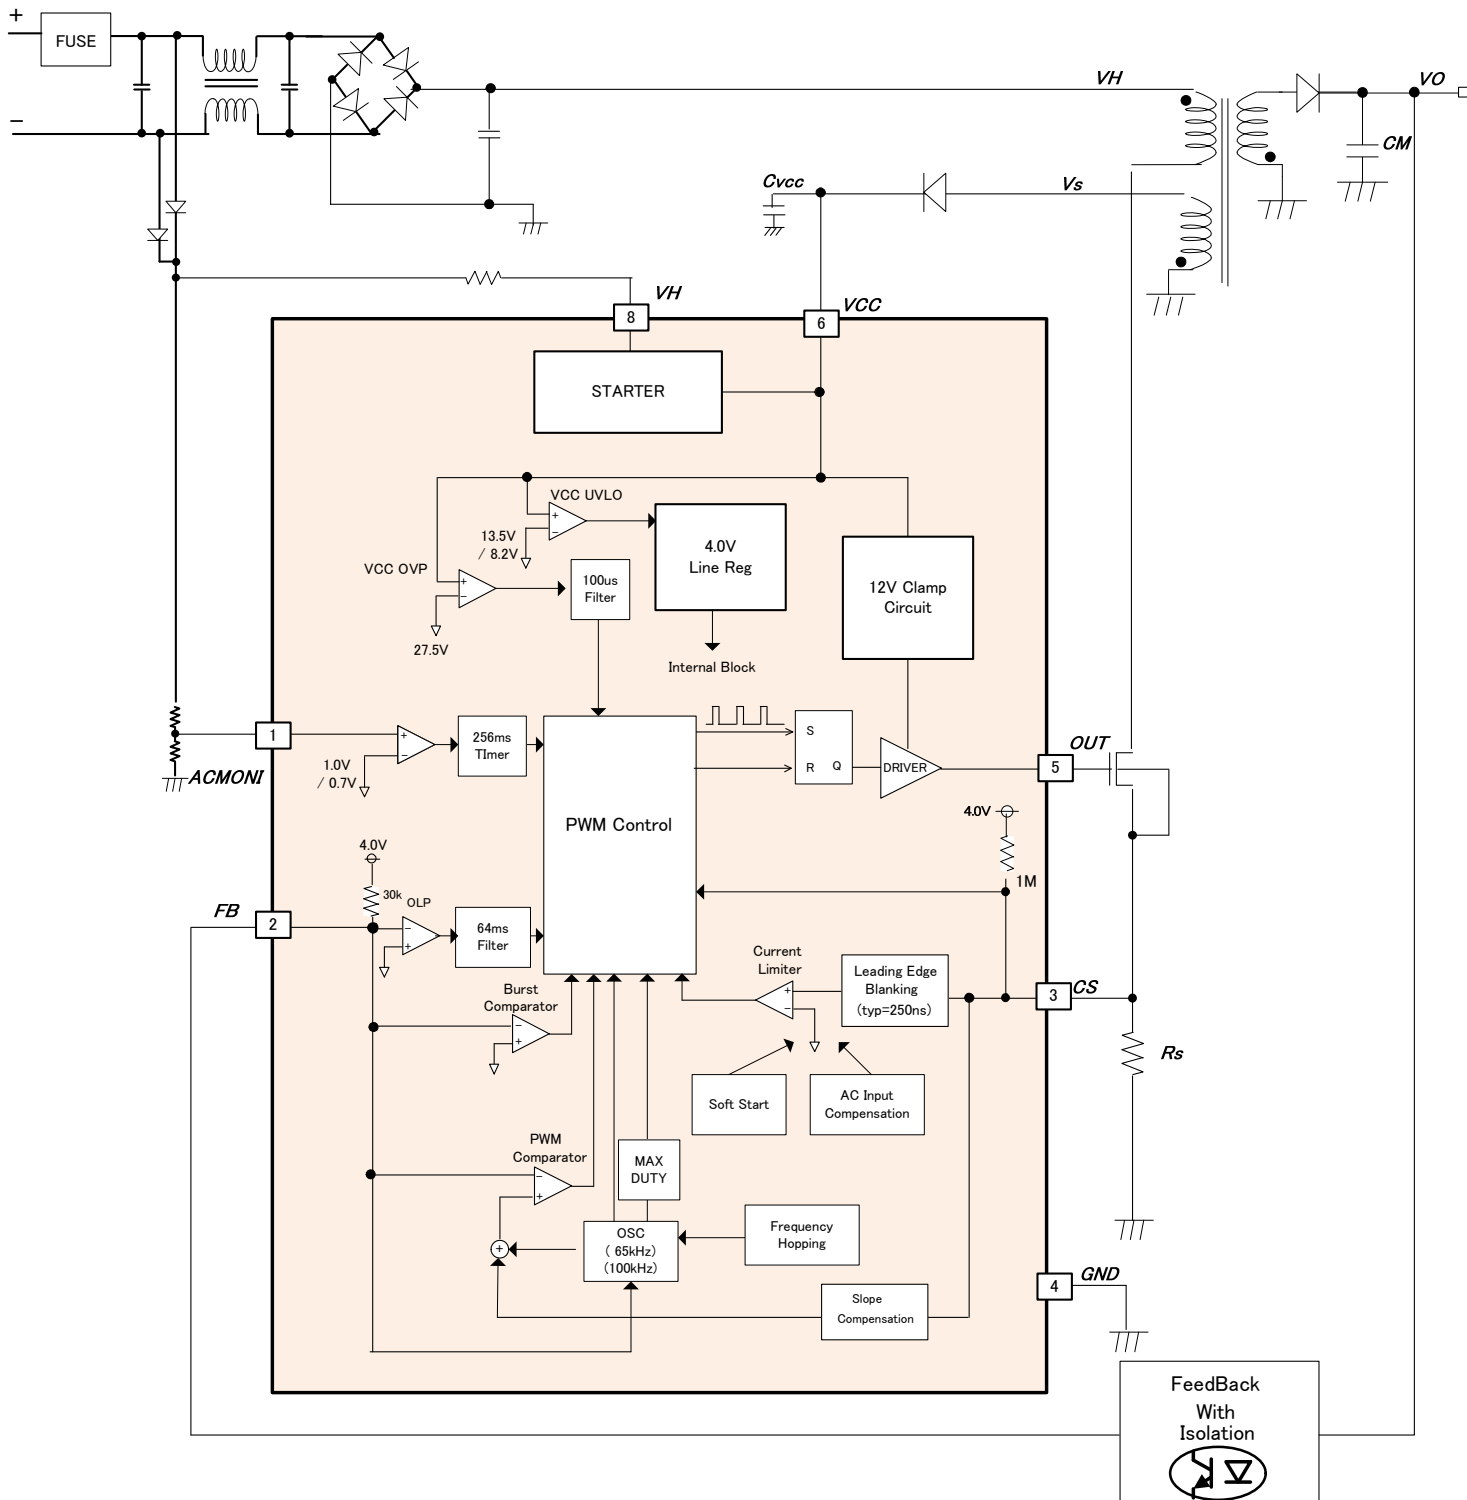 +
FUSE
−
VH
VO
CM
Cvcc
Vs
VH
VCC
8
6
STARTER
VCC UVLO
+
−
13.5V
/ 8.2V
4.0V
Line Reg
VCC OVP
+
−
27.5V
100us
Filter
12V Clamp
Circuit
Internal Block
1
ACMONI
+
−
1.0V
/ 0.7V
256ms
TImer
PWM Control
S
R
Q
DRIVER
5
OUT
4.0V
1M
4.0V
30k
OLP
FB
2
−
+
64ms
Filter
Current
Limiter
+
−
Leading Edge
Blanking
(typ=250ns)
3
CS
Burst
Comparator
−
+
Rs
Soft Start
AC Input
Compensation
PWM
Comparator
−
+
MAX
DUTY
+
OSC
( 65kHz)
(100kHz)
Frequency
Hopping
Slope
Compensation
4
GND
FeedBack
With
Isolation